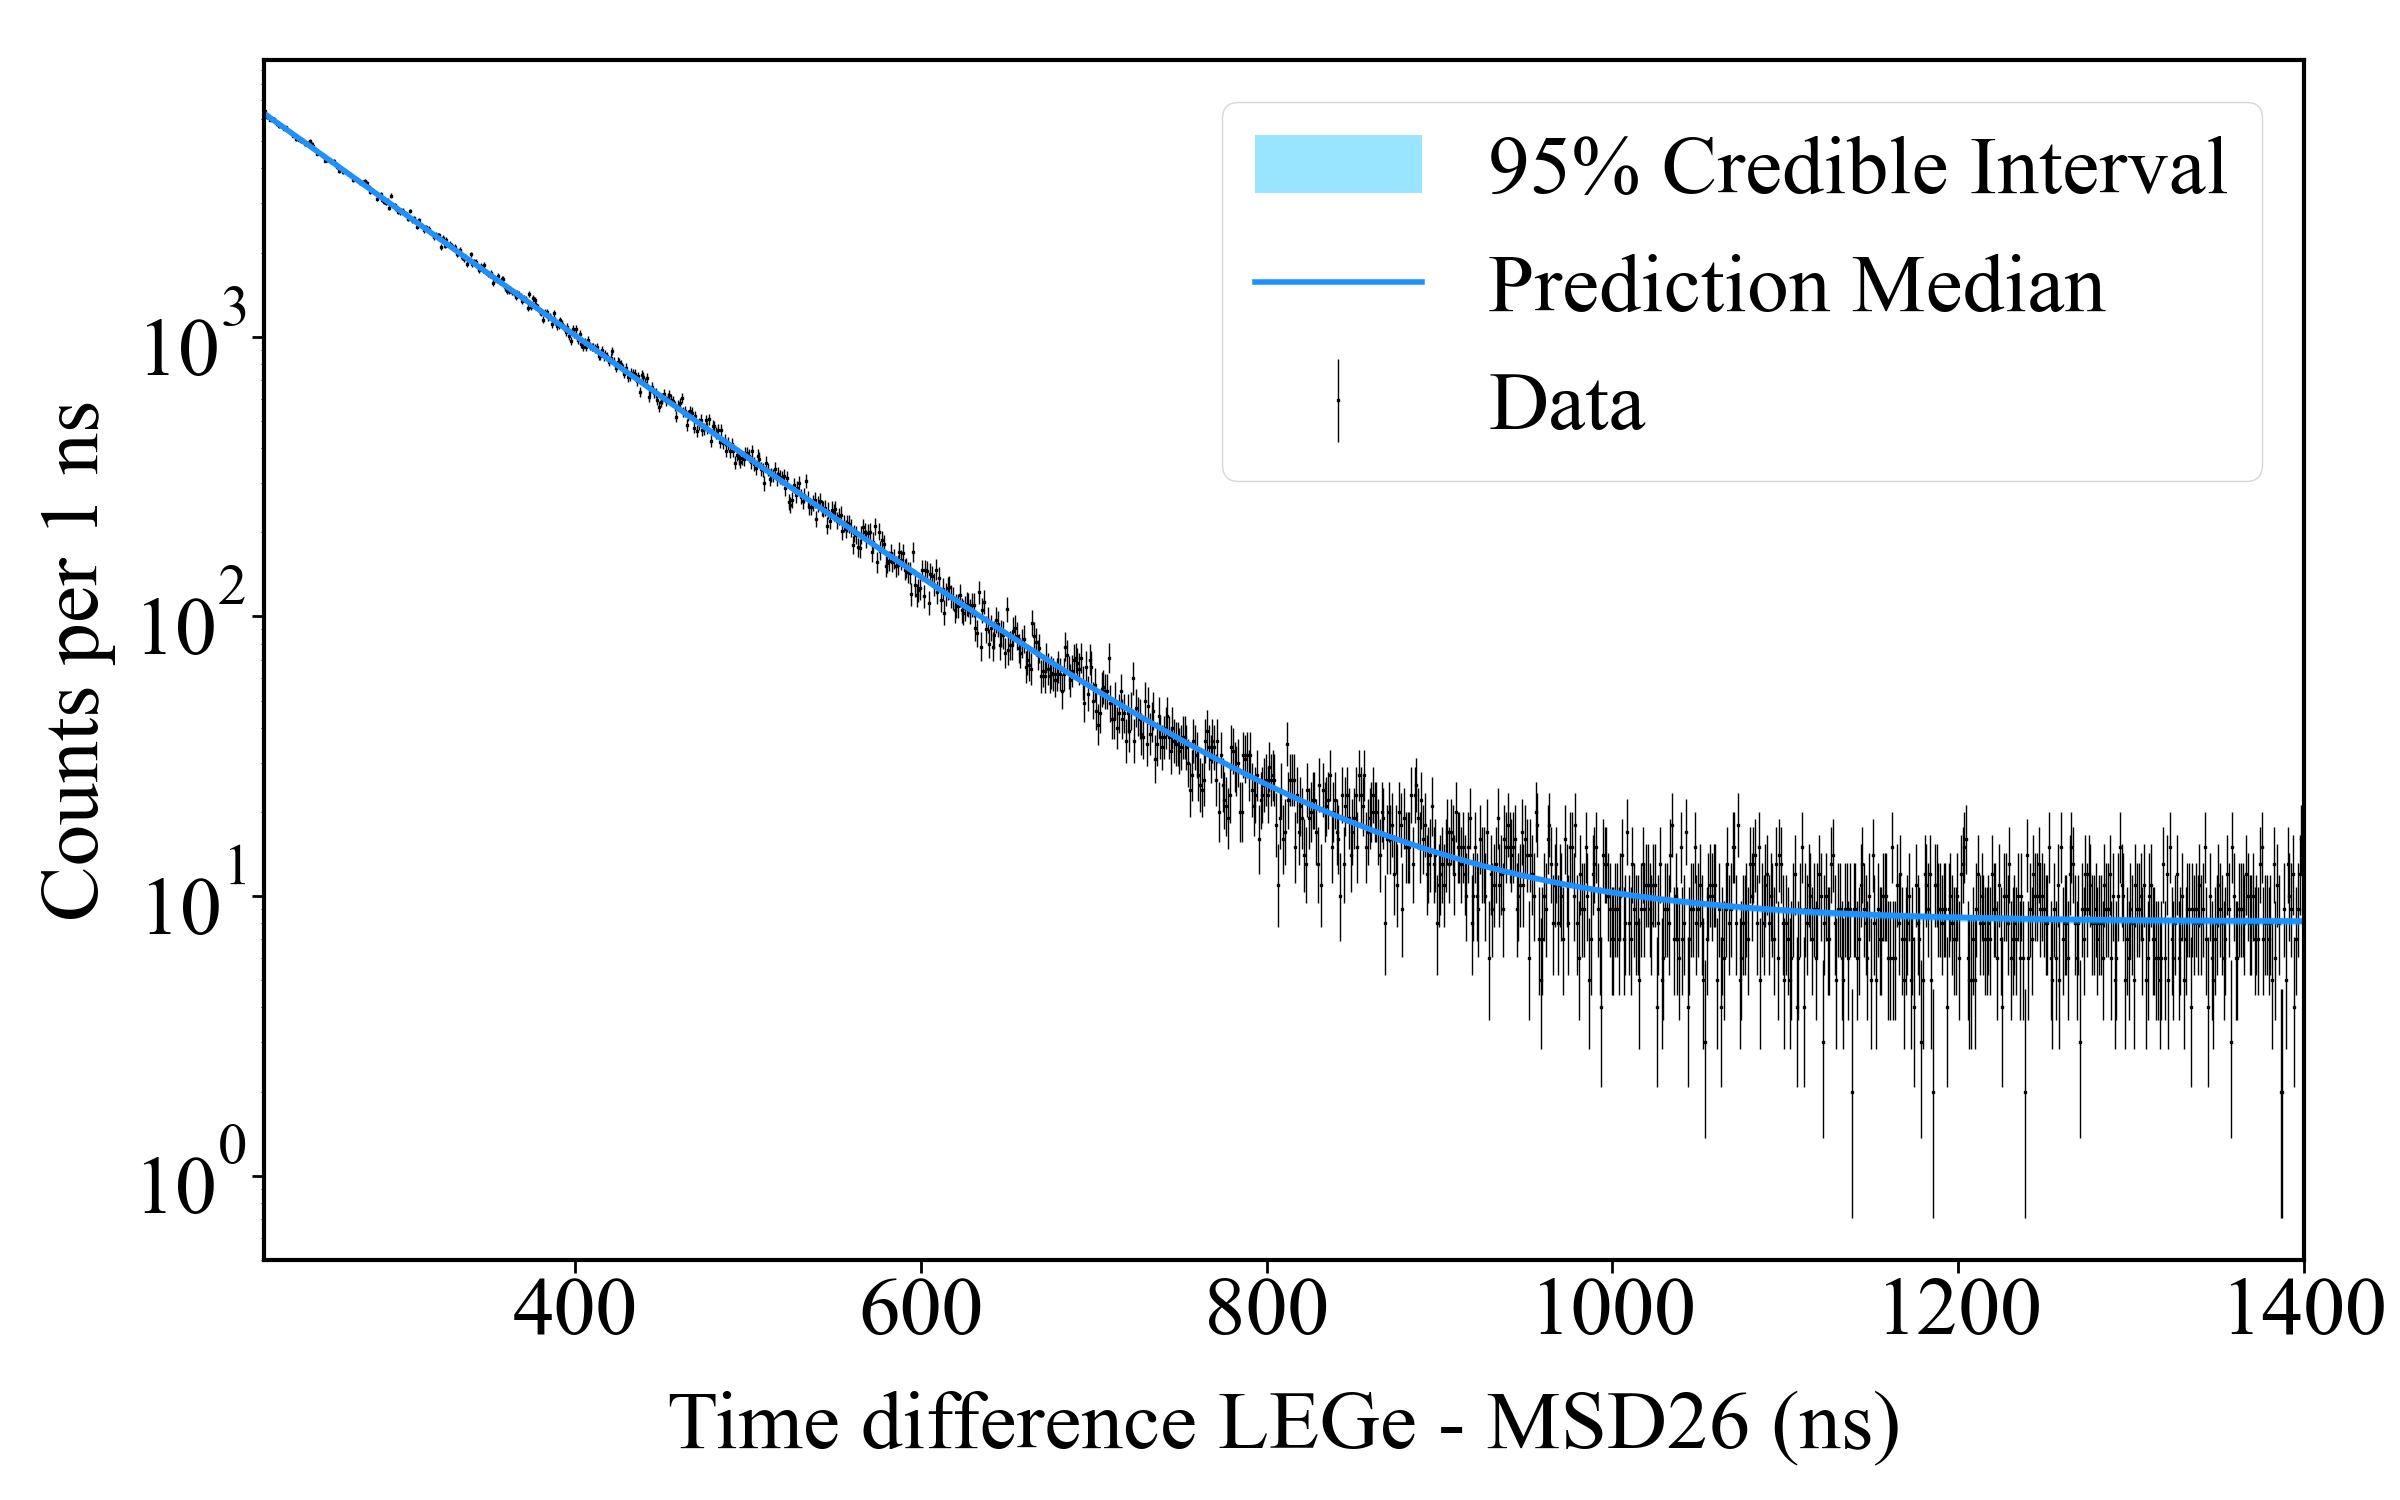 95% Credible Interval
Prediction Median
Data
Counts per 1 ns
10^3
10^2
10^1
10^0
400 600 800 1000 1200 1400
Time difference LEGe - MSD26 (ns)